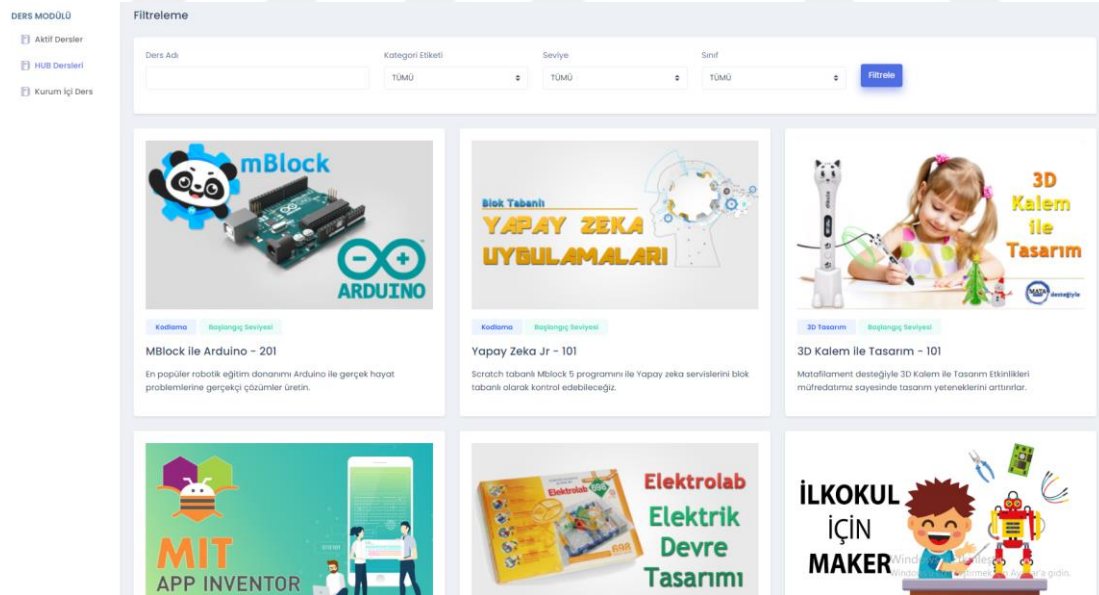 DERS MODÜLÜ
Aktif Dersler
HUB Dersleri
Kurum İçi Ders
Filtreleme
Ders Adı
Kategori Etiketi
Seviye
Sınıf
TÜMÜ
TÜMÜ
TÜMÜ
Filtrele
mBlock
ARDUINO
Kodlama
Başlangıç Seviyesi
MBlock ile Arduino - 201
En popüler robotik eğitim donanımı Arduino ile gerçek hayat
problemlerine gerçekçi çözümler üretin.
Blok Tabanlı
YAPAY ZEKA
UYGULAMALARI
Kodlama
Başlangıç Seviyesi
Yapay Zeka Jr - 101
Scratch tabanlı Mblock 5 programını ile Yapay zeka servislerini blok
tabanlı olarak kontrol edebileceğiz.
3D
Kalem
ile
Tasarım
MATA
desteğiyle
3D Tasarım
Başlangıç Seviyesi
3D Kalem ile Tasarım - 101
Matafilament desteğiyle 3D Kalem ile Tasarım Etkinlikleri
müfredatımız sayesinde tasarım yeteneklerini arttırırlar.
MIT
APP INVENTOR
Elektrolab
Elektrolab
Elektrik
Devre
Tasarımı
İLKOKUL
İÇİN
MAKER